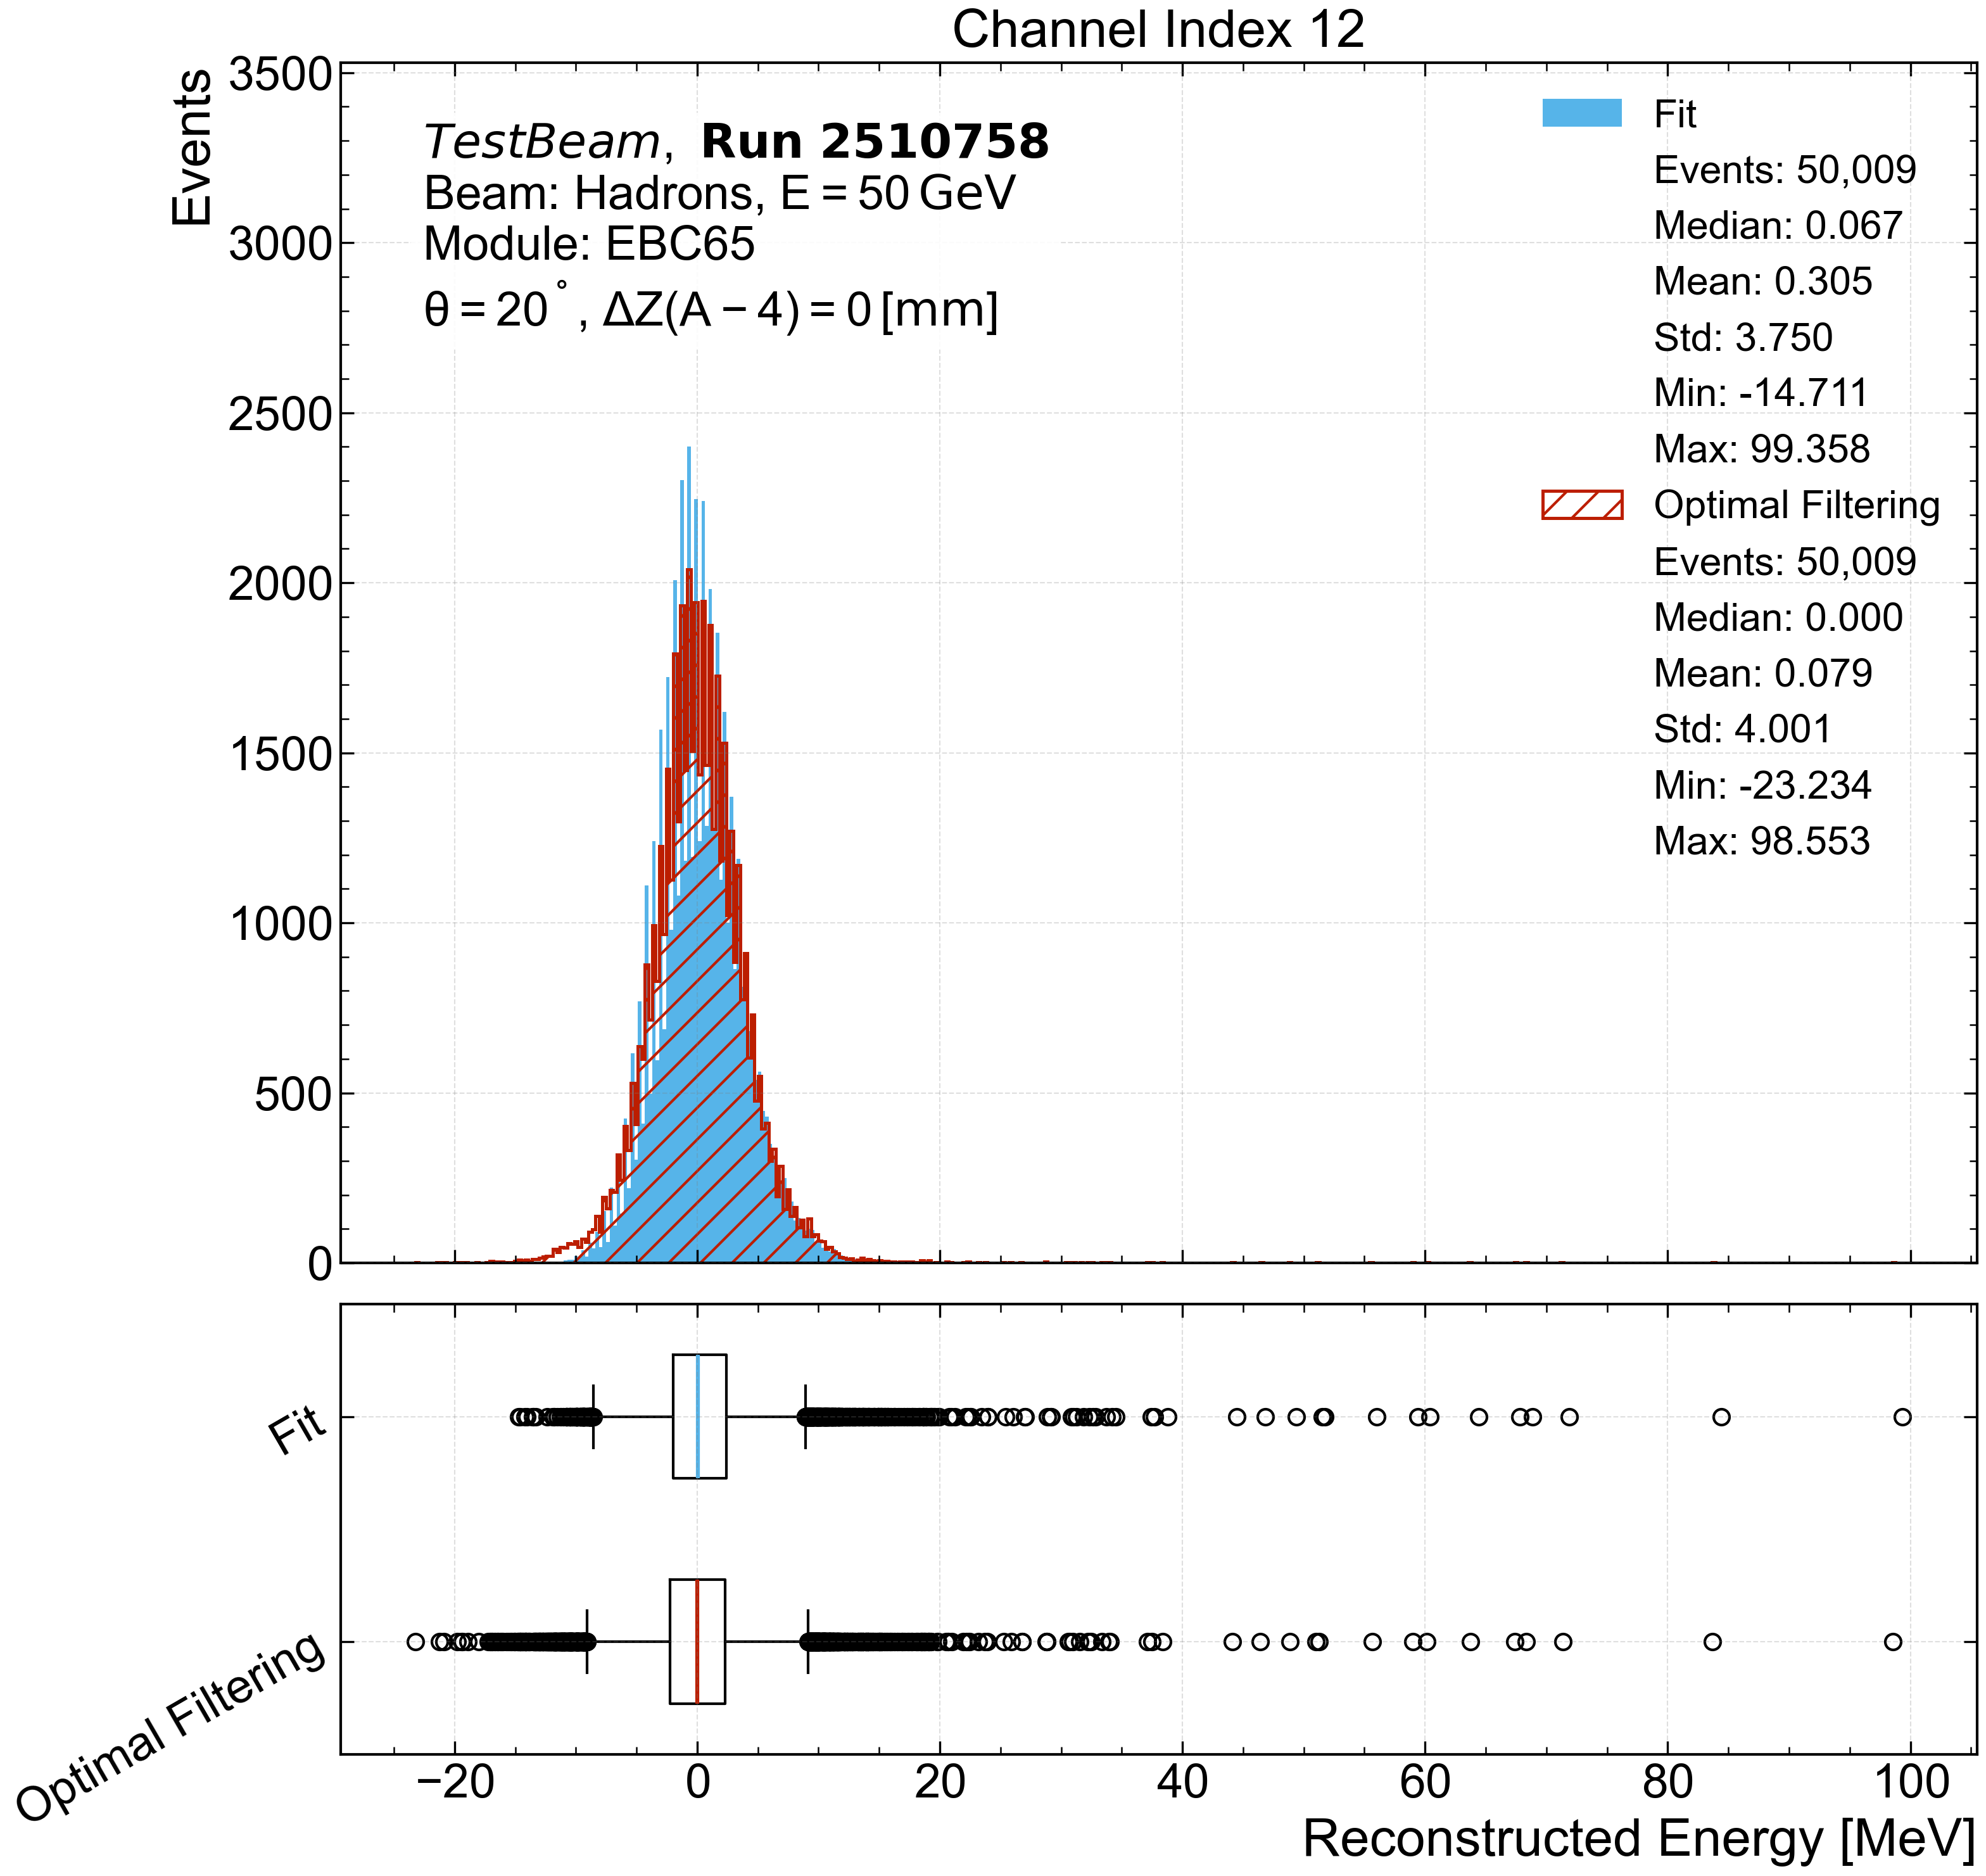 Channel Index 12
Events
3500
3000
2500
2000
1500
1000
500
0
TestBeam, Run 2510758
Beam: Hadrons, E = 50 GeV
Module: EBC65
θ = 20°, ΔZ(A − 4) = 0 [mm]
Fit
Events: 50,009
Median: 0.067
Mean: 0.305
Std: 3.750
Min: -14.711
Max: 99.358
Optimal Filtering
Events: 50,009
Median: 0.000
Mean: 0.079
Std: 4.001
Min: -23.234
Max: 98.553
Fit
Optimal Filtering
−20 0 20 40 60 80 100
Reconstructed Energy [MeV]